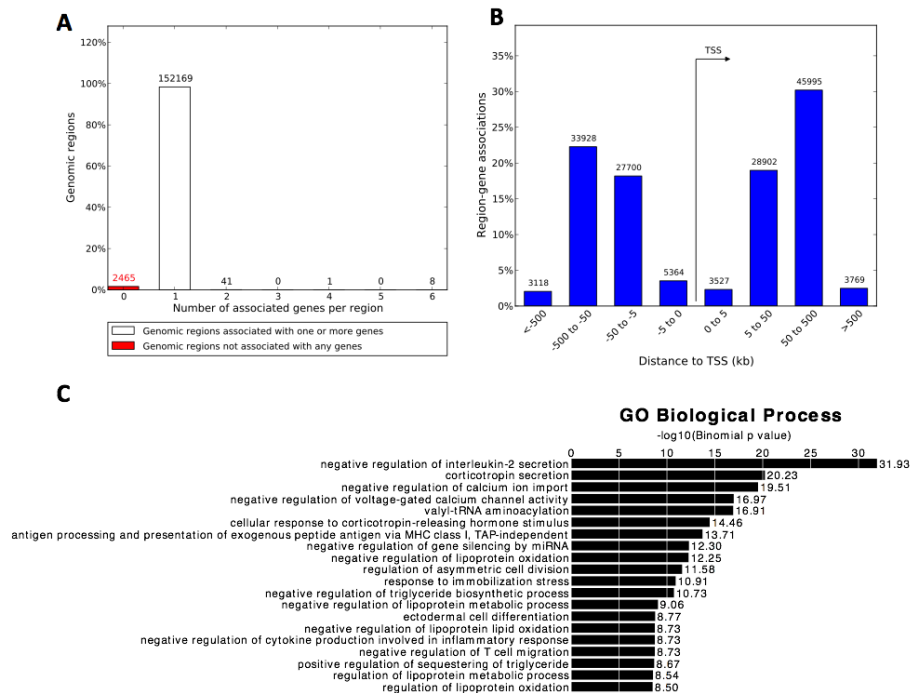 A
120%
100%
80%
60%
40%
20%
0%
Genomic regions
152169
2465
41
0
1
0
8
0
1
2
3
4
5
6
Number of associated genes per region
Genomic regions associated with one or more genes
Genomic regions not associated with any genes
B
TSS
35%
30%
25%
20%
15%
10%
5%
0%
Region-gene associations
3118
33928
27700
5364
3527
28902
45995
3769
<-500
-500 to -50
-50 to -5
-5 to 0
0 to 5
5 to 50
50 to 500
>500
Distance to TSS (kb)
C
GO Biological Process
-log10(Binomial p value)
0 5 10 15 20 25 30
negative regulation of interleukin-2 secretion 31.93
corticotropin secretion 20.23
negative regulation of calcium ion import 19.51
negative regulation of voltage-gated calcium channel activity 16.97
valyl-tRNA aminoacylation 16.91
cellular response to corticotropin-releasing hormone stimulus 14.46
antigen processing and presentation of exogenous peptide antigen via MHC class I, TAP-independent 13.71
negative regulation of gene silencing by miRNA 12.30
negative regulation of lipoprotein oxidation 12.25
regulation of asymmetric cell division 11.58
response to immobilization stress 10.91
negative regulation of triglyceride biosynthetic process 10.73
negative regulation of lipoprotein metabolic process 9.06
ectodermal cell differentiation 8.77
negative regulation of lipoprotein lipid oxidation 8.73
negative regulation of cytokine production involved in inflammatory response 8.73
negative regulation of T cell migration 8.73
positive regulation of sequestering of triglyceride 8.67
regulation of lipoprotein metabolic process 8.54
regulation of lipoprotein oxidation 8.50